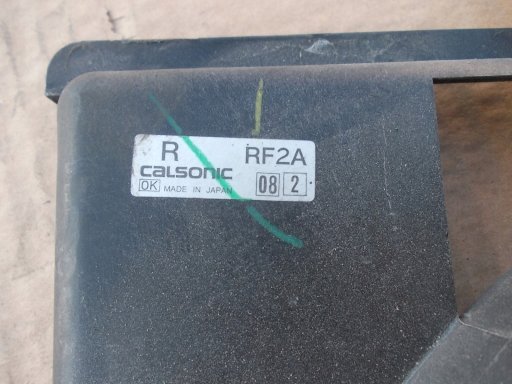 R RF2A
CALSONIC 08 2
OK MADE IN JAPAN